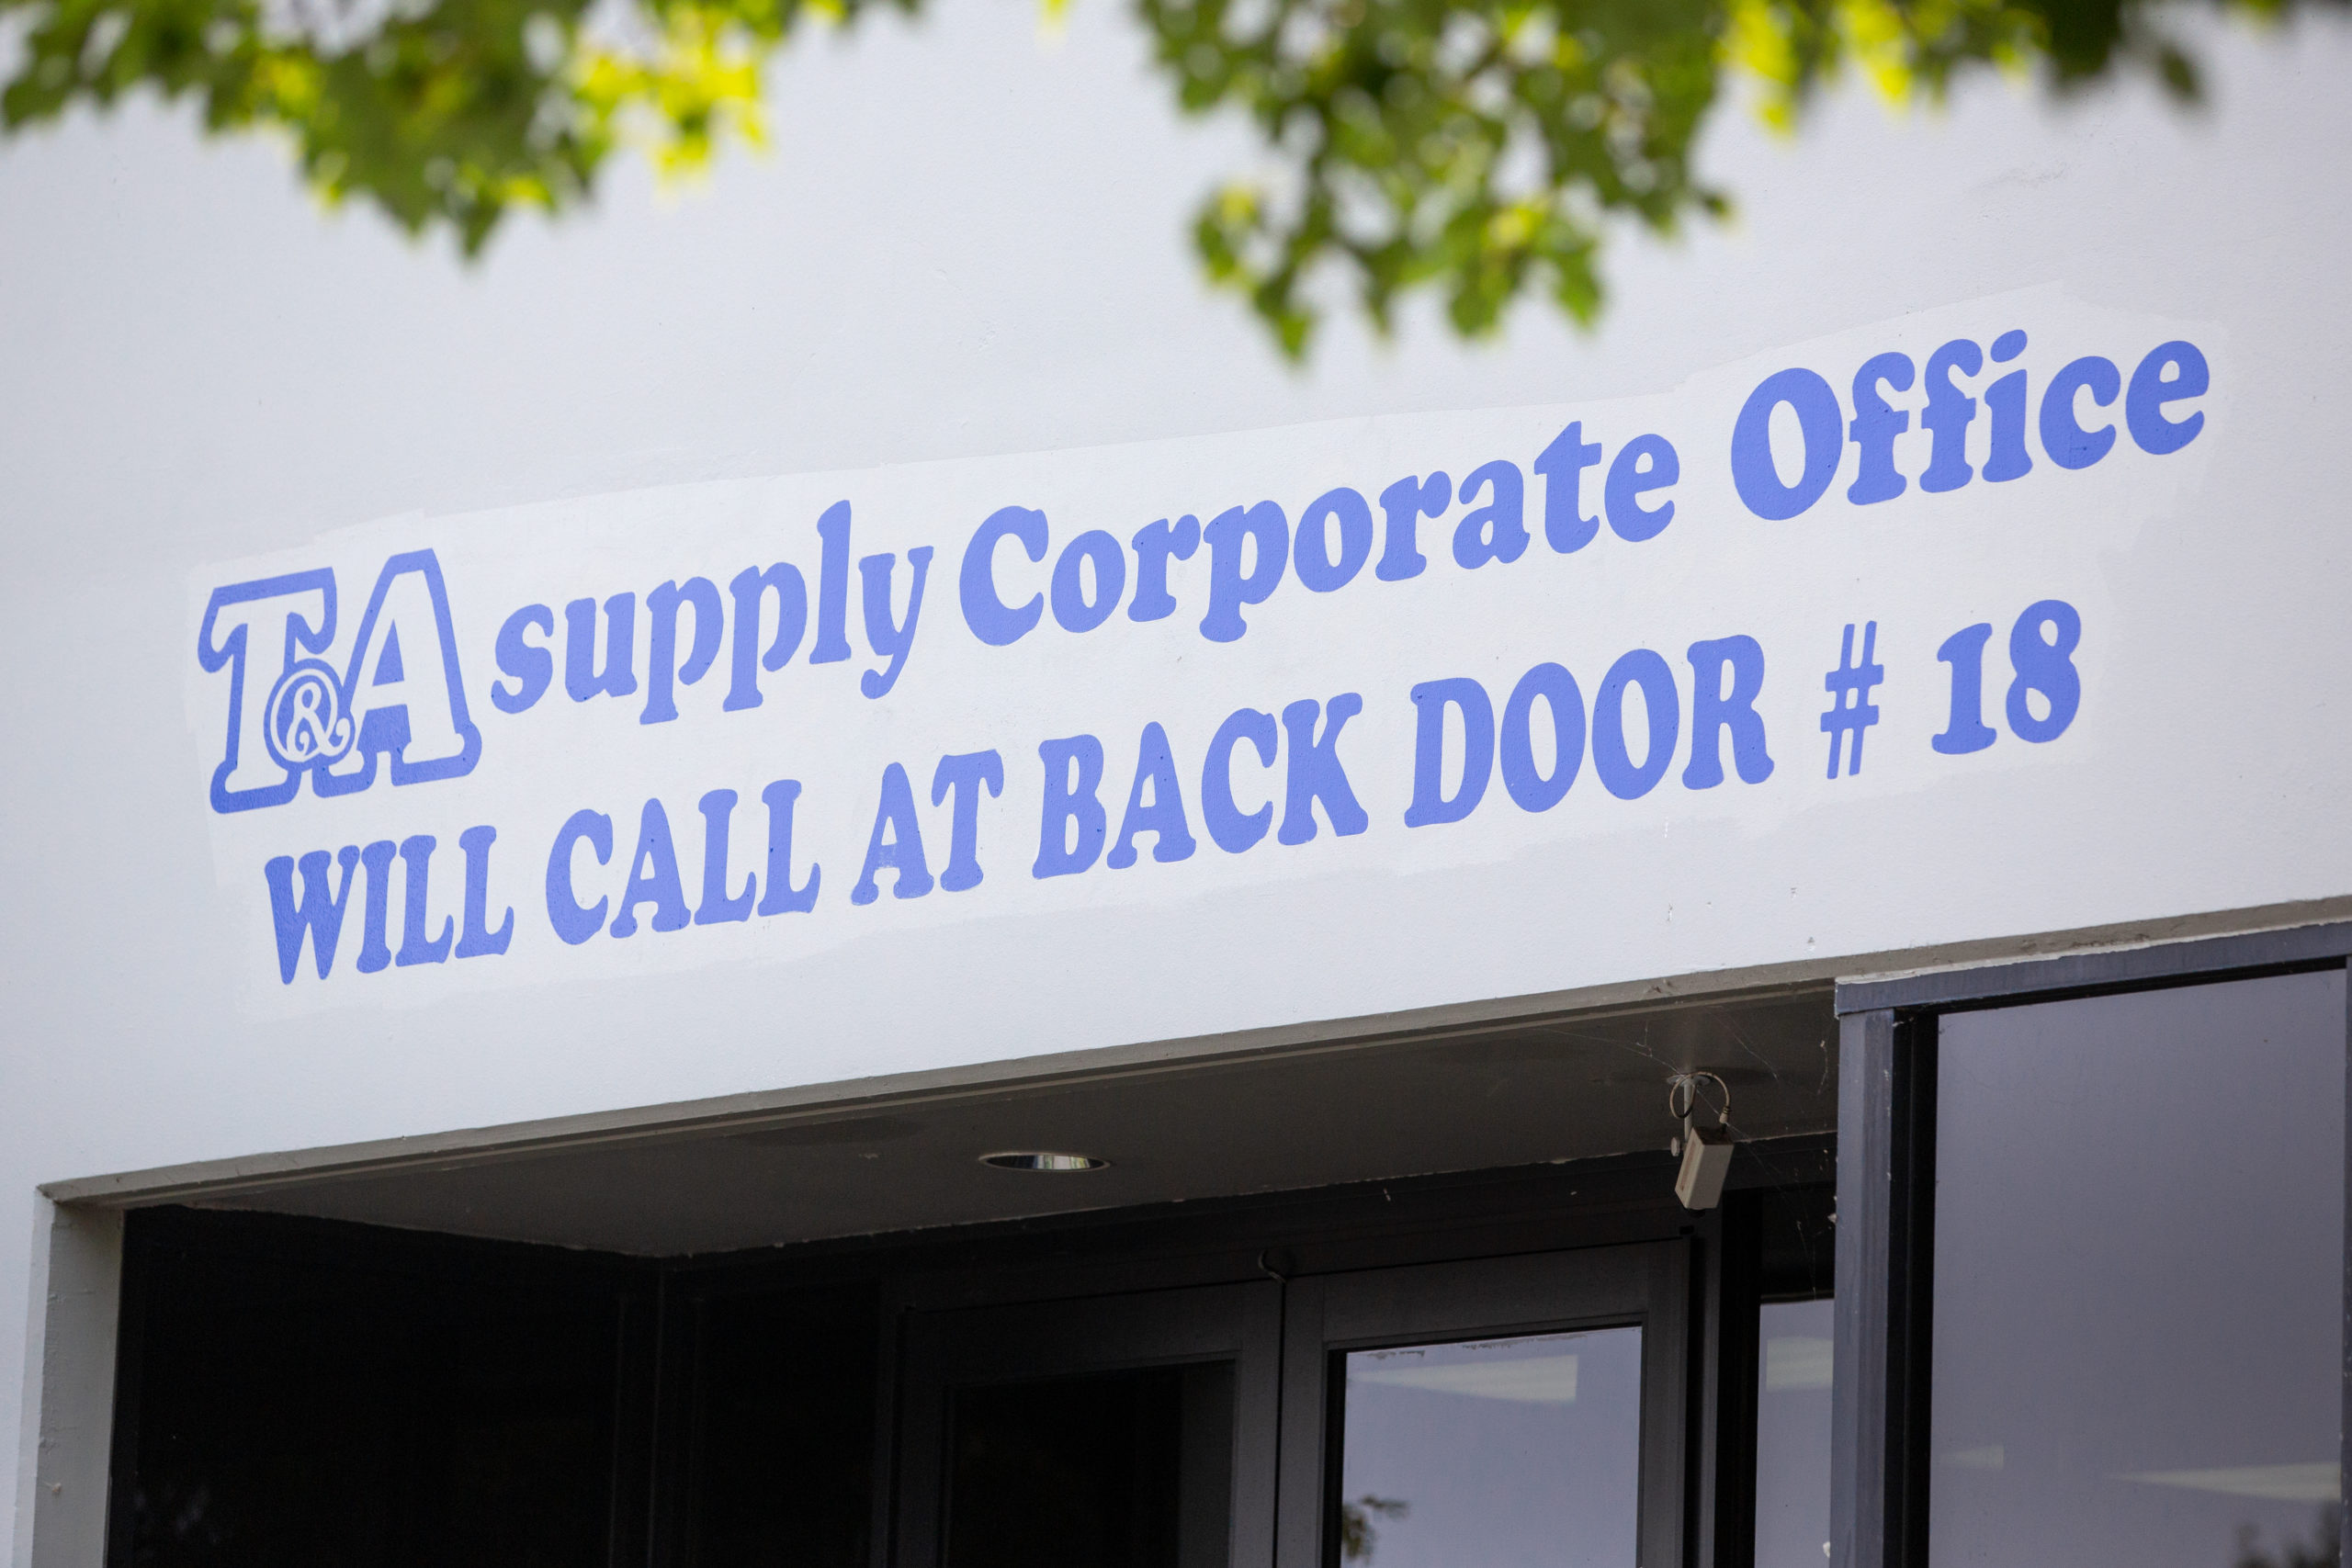 T&A supply Corporate Office
WILL CALL AT BACK DOOR # 18